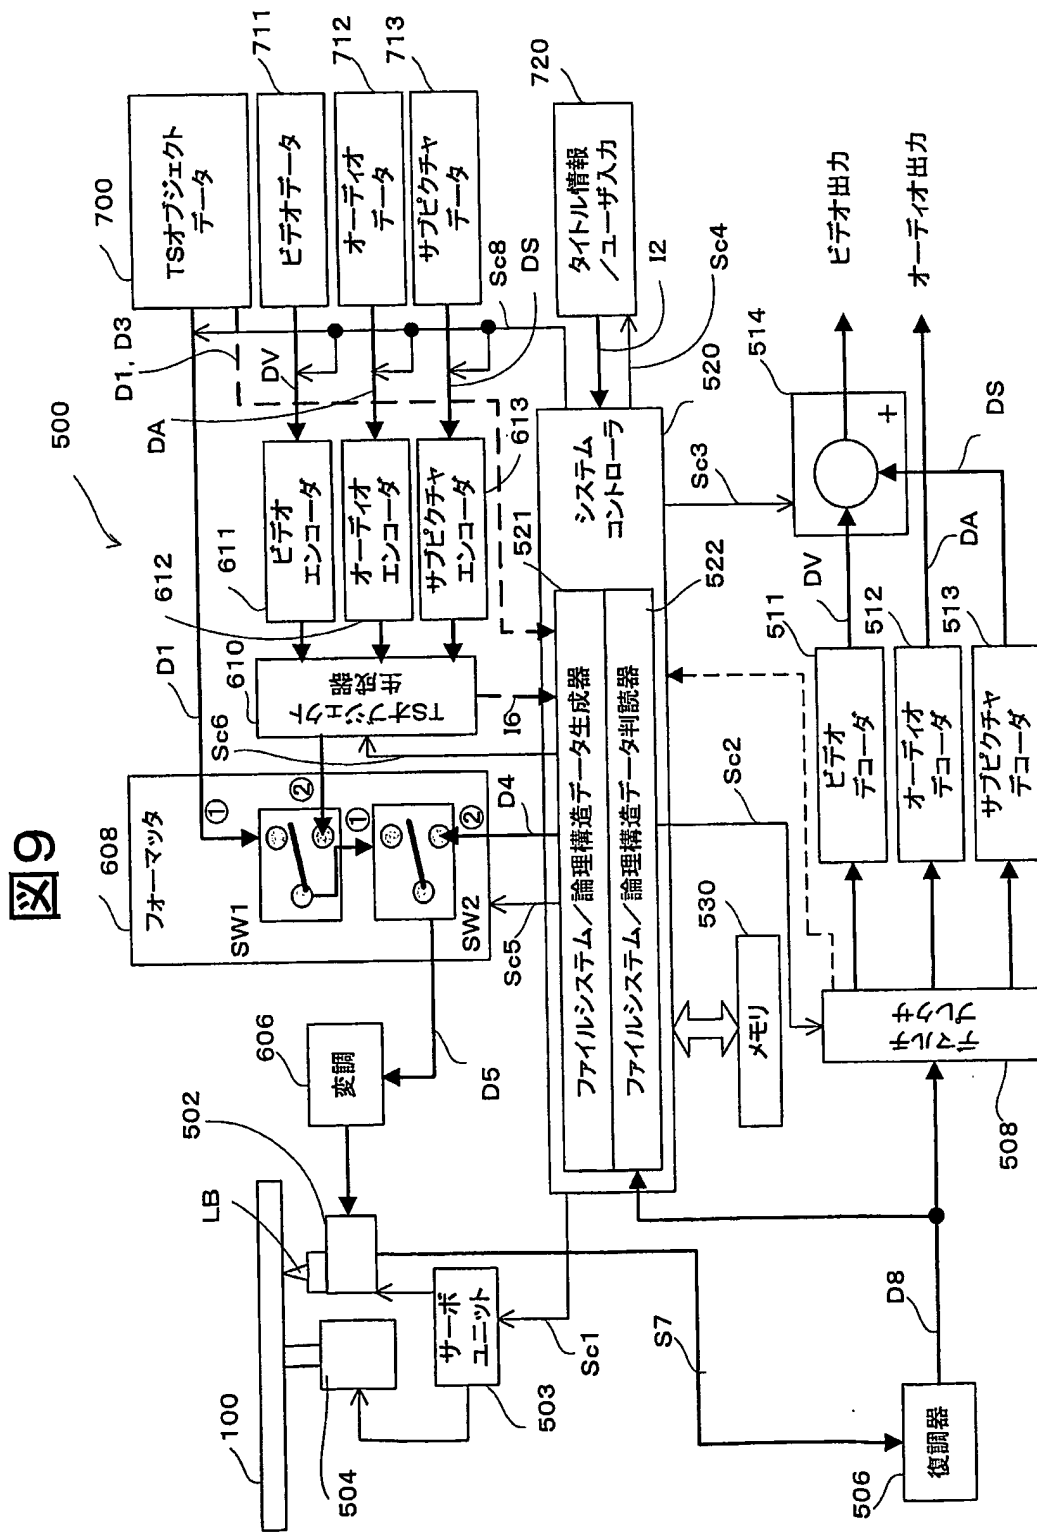 図9
500
100
LB
502
504
サーボ
ユニット
503
Sc1
606
変調
D5
608
フォーマッタ
①
SW1
②
①
SW2
②
Sc5
D4
Sc6
D1
610
TSオブジェクト
生成器
I6
612
611
ビデオ
エンコーダ
オーディオ
エンコーダ
サブピクチャ
エンコーダ
613
D1, D3
DV
DA
DS
Sc8
700
TSオブジェクト
データ
711
ビデオデータ
712
オーディオ
データ
713
サブピクチャ
データ
720
タイトル情報
/ユーザ入力
I2
Sc4
520
システム
コントローラ
521
ファイルシステム/論理構造データ生成器
522
ファイルシステム/論理構造データ判読器
Sc3
Sc2
530
メモリ
S7
506
復調器
D8
508
デマルチ
プレクサ
511
ビデオ
デコーダ
512
オーディオ
デコーダ
513
サブピクチャ
デコーダ
DV
DA
DS
514
+
ビデオ出力
オーディオ出力